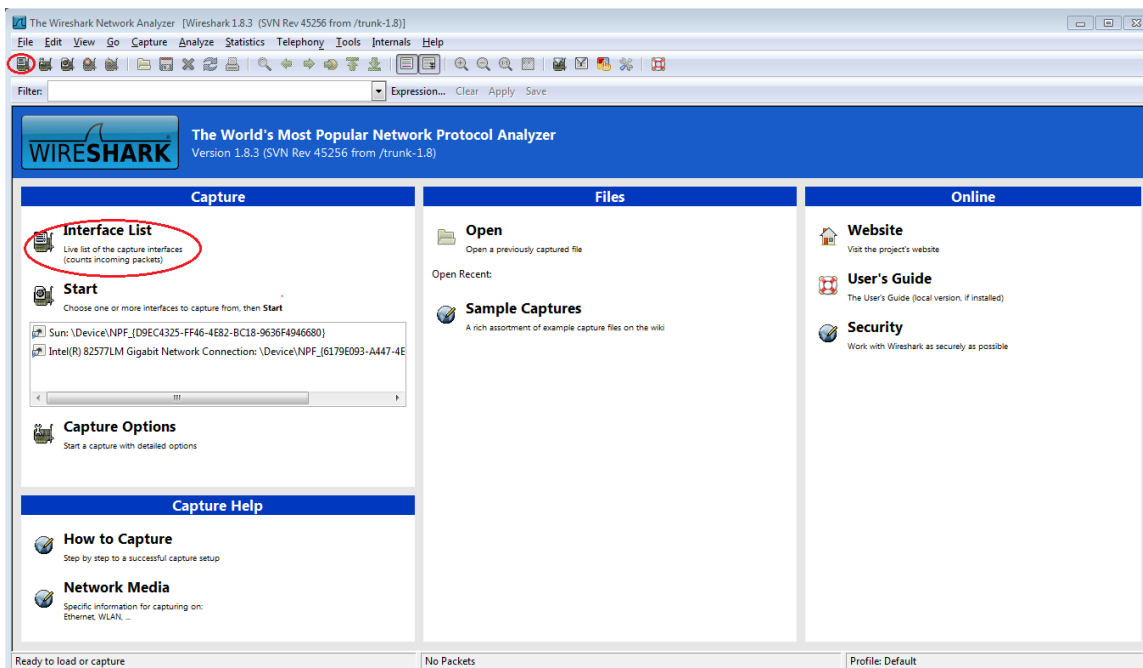 The Wireshark Network Analyzer [Wireshark 1.8.3 (SVN Rev 45256 from /trunk-1.8)]
File Edit View Go Capture Analyze Statistics Telephony Tools Internals Help
Filter: Expression... Clear Apply Save
WIRESHARK
The World's Most Popular Network Protocol Analyzer
Version 1.8.3 (SVN Rev 45256 from /trunk-1.8)
Capture
Interface List
Live list of the capture interfaces
(counts incoming packets)
Start
Choose one or more interfaces to capture from, then Start
Sun: \Device\NPF_{D9EC4325-FF46-4E82-BC18-9636F4946680}
Intel(R) 82577LM Gigabit Network Connection: \Device\NPF_{6179E093-A447-4E
Capture Options
Start a capture with detailed options
Capture Help
How to Capture
Step by step to a successful capture setup
Network Media
Specific information for capturing on:
Ethernet, WLAN, ...
Files
Open
Open a previously captured file
Open Recent:
Sample Captures
A rich assortment of example capture files on the wiki
Online
Website
Visit the project's website
User's Guide
The User's Guide (local version, if installed)
Security
Work with Wireshark as securely as possible
Ready to load or capture
No Packets
Profile: Default